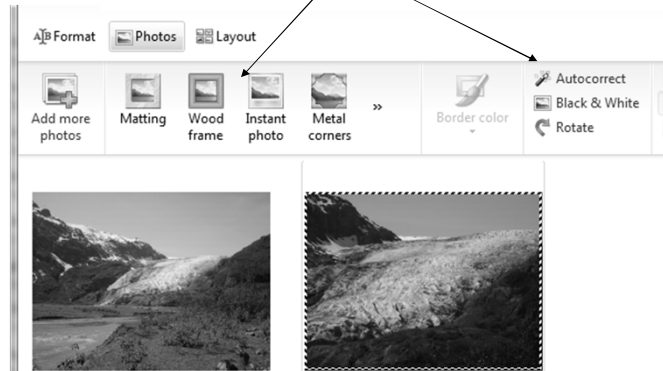 Format Photos Layout
Add more
photos
Matting
Wood
frame
Instant
photo
Metal
corners
»
Border color
Autocorrect
Black & White
Rotate